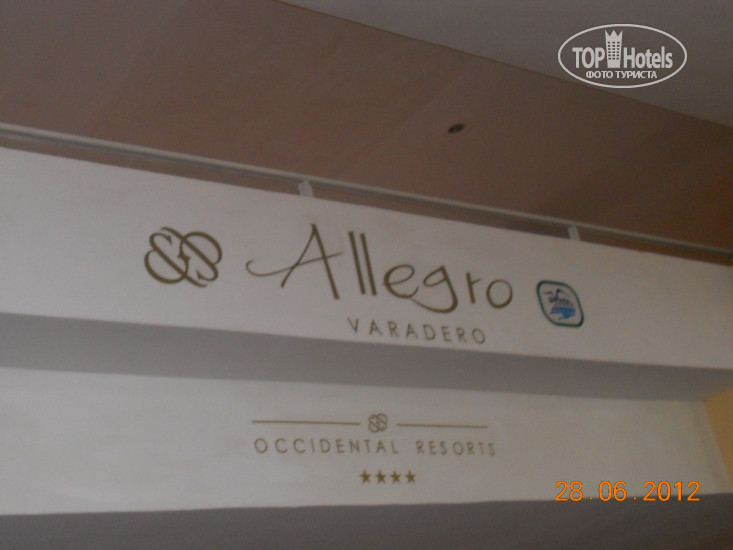 TOP Hotels
ФОТО ТУРИСТА
Allegro
VARADERO
OCCIDENTAL RESORTS
28.06.2012